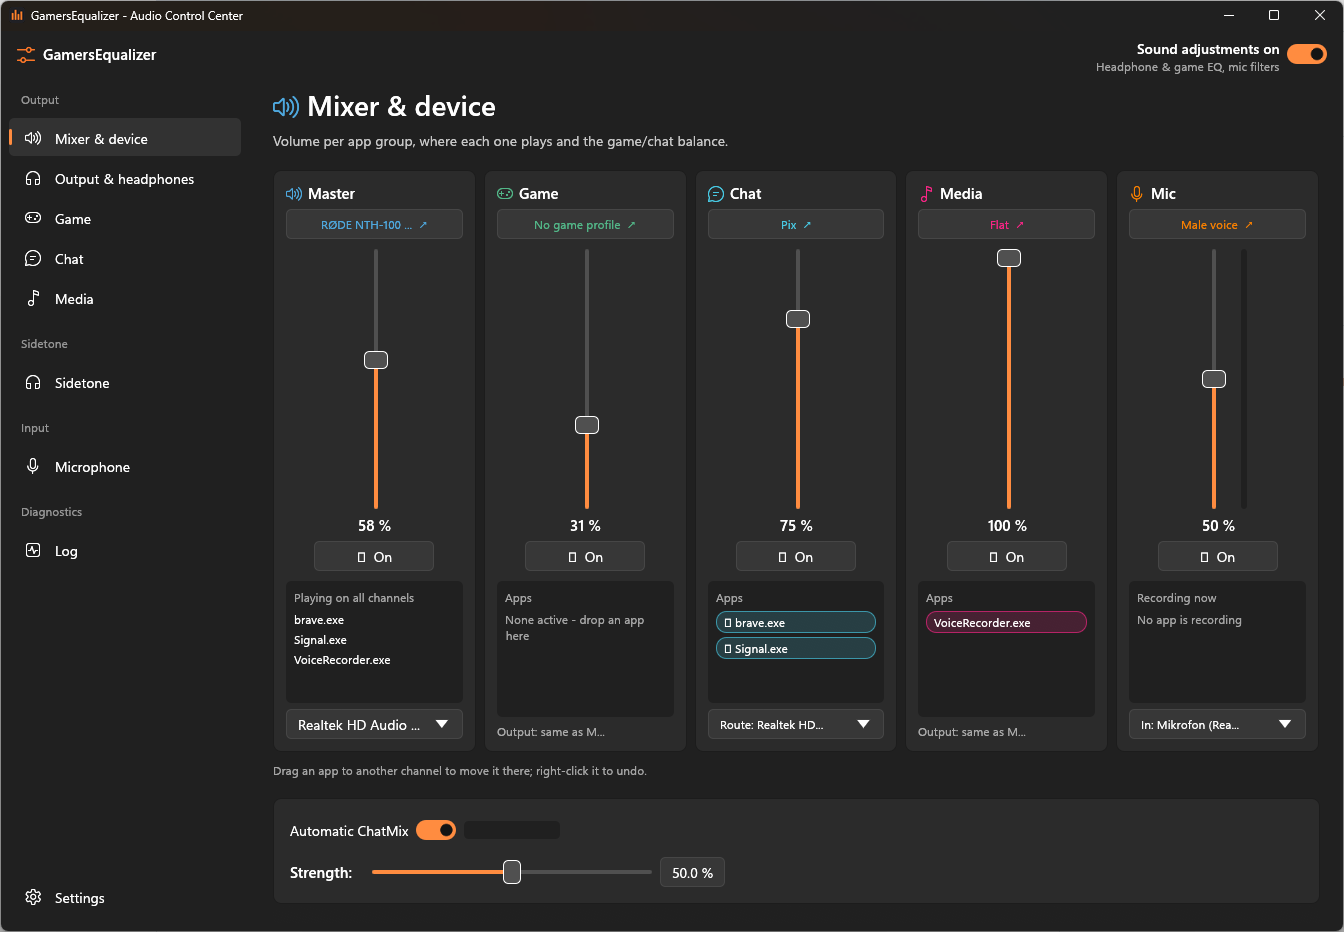 GamersEqualizer - Audio Control Center
GamersEqualizer
Sound adjustments on
Headphone & game EQ, mic filters
Output
Mixer & device
Output & headphones
Game
Chat
Media
Sidetone
Sidetone
Input
Microphone
Diagnostics
Log
Settings
Mixer & device
Volume per app group, where each one plays and the game/chat balance.
Master
RØDE NTH-100 ... ↗
58 %
On
Playing on all channels
brave.exe
Signal.exe
VoiceRecorder.exe
Realtek HD Audio ...
Game
No game profile ↗
31 %
On
Apps
None active - drop an app
here
Output: same as M...
Chat
Pix ↗
75 %
On
Apps
brave.exe
Signal.exe
Route: Realtek HD...
Media
Flat ↗
100 %
On
Apps
VoiceRecorder.exe
Output: same as M...
Mic
Male voice ↗
50 %
On
Recording now
No app is recording
In: Mikrofon (Rea...
Drag an app to another channel to move it there; right-click it to undo.
Automatic ChatMix
Strength:
50.0 %